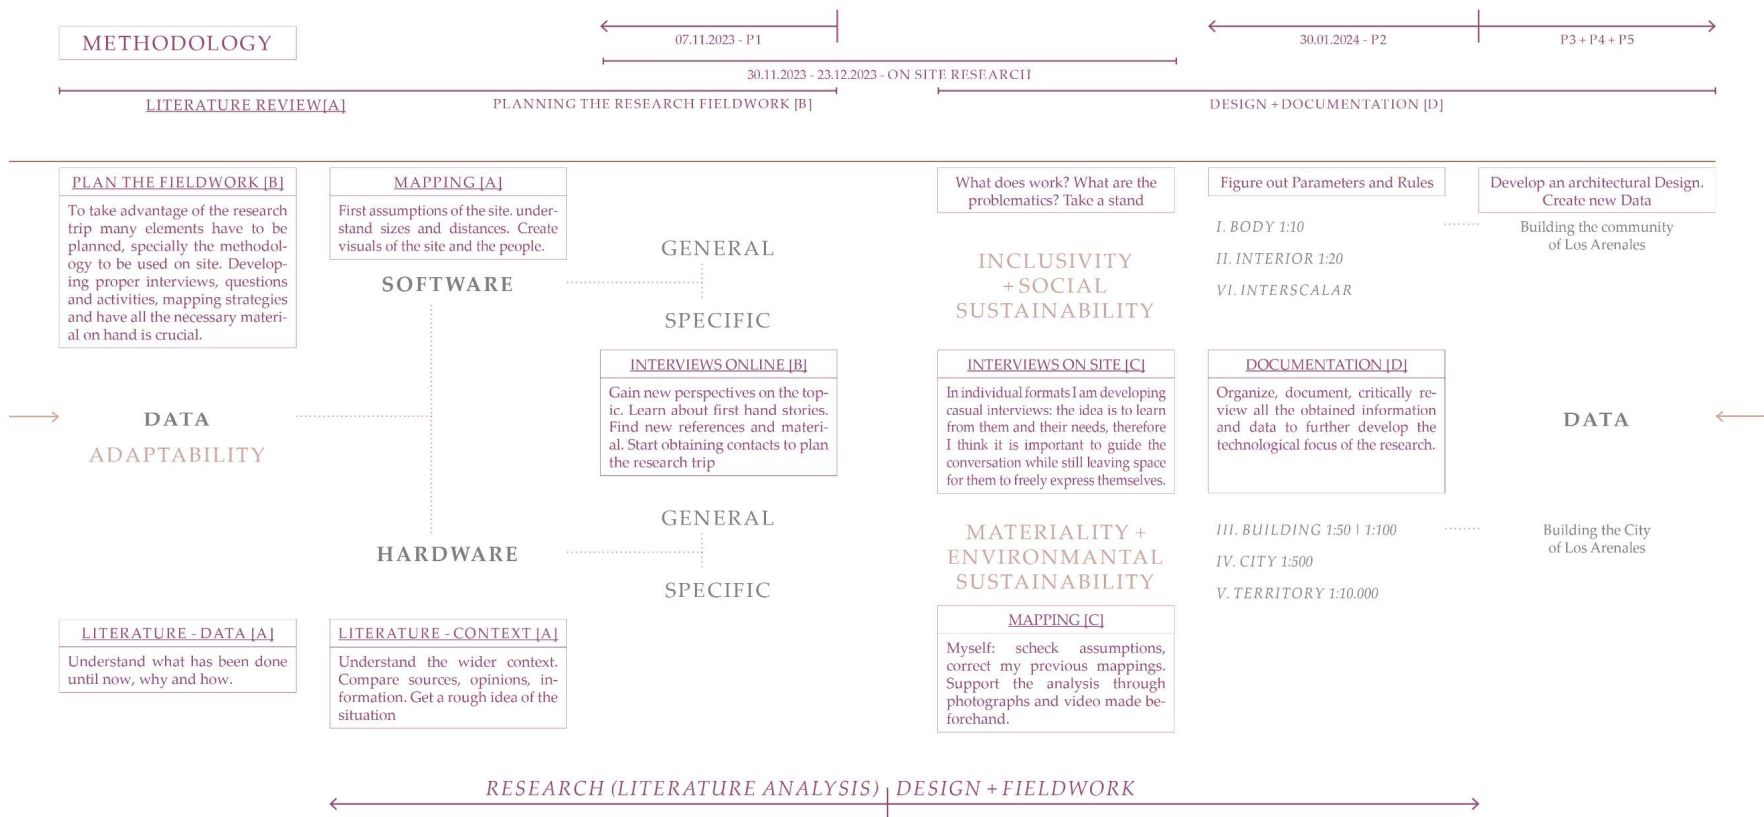 METHODOLOGY
07.11.2023 - P1
30.01.2024 - P2
P3 + P4 + P5
30.11.2023 - 23.12.2023 - ON SITE RESEARCH
LITERATURE REVIEW[A]
PLANNING THE RESEARCH FIELDWORK [B]
DESIGN + DOCUMENTATION [D]
PLAN THE FIELDWORK [B]
To take advantage of the research
trip many elements have to be
planned, specially the methodol-
ogy to be used on site. Develop-
ing proper interviews, questions
and activities, mapping strategies
and have all the necessary materi-
al on hand is crucial.
MAPPING [A]
First assumptions of the site. under-
stand sizes and distances. Create
visuals of the site and the people.
SOFTWARE
GENERAL
SPECIFIC
What does work? What are the
problematics? Take a stand
INCLUSIVITY
+ SOCIAL
SUSTAINABILITY
Figure out Parameters and Rules
I. BODY 1:10
II. INTERIOR 1:20
VI. INTERSCALAR
Develop an architectural Design.
Create new Data
Building the community
of Los Arenales
DATA
ADAPTABILITY
INTERVIEWS ONLINE [B]
Gain new perspectives on the top-
ic. Learn about first hand stories.
Find new references and materi-
al. Start obtaining contacts to plan
the research trip
INTERVIEWS ON SITE [C]
In individual formats I am developing
casual interviews: the idea is to learn
from them and their needs, therefore
I think it is important to guide the
conversation while still leaving space
for them to freely express themselves.
DOCUMENTATION [D]
Organize, document, critically re-
view all the obtained information
and data to further develop the
technological focus of the research.
DATA
HARDWARE
GENERAL
SPECIFIC
MATERIALITY +
ENVIRONMANTAL
SUSTAINABILITY
III. BUILDING 1:50 | 1:100
IV. CITY 1:500
V. TERRITORY 1:10.000
Building the City
of Los Arenales
LITERATURE - DATA [A]
Understand what has been done
until now, why and how.
LITERATURE - CONTEXT [A]
Understand the wider context.
Compare sources, opinions, in-
formation. Get a rough idea of the
situation
MAPPING [C]
Myself: scheck assumptions,
correct my previous mappings.
Support the analysis through
photographs and video made be-
forehand.
RESEARCH (LITERATURE ANALYSIS)
DESIGN + FIELDWORK